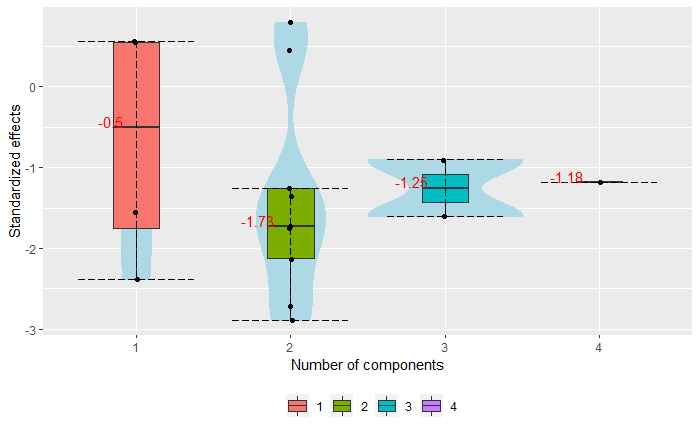 0
-1
-2
-3
Standardized effects
-0.5
-1.73
-1.25
-1.18
1 2 3 4
Number of components
1 2 3 4